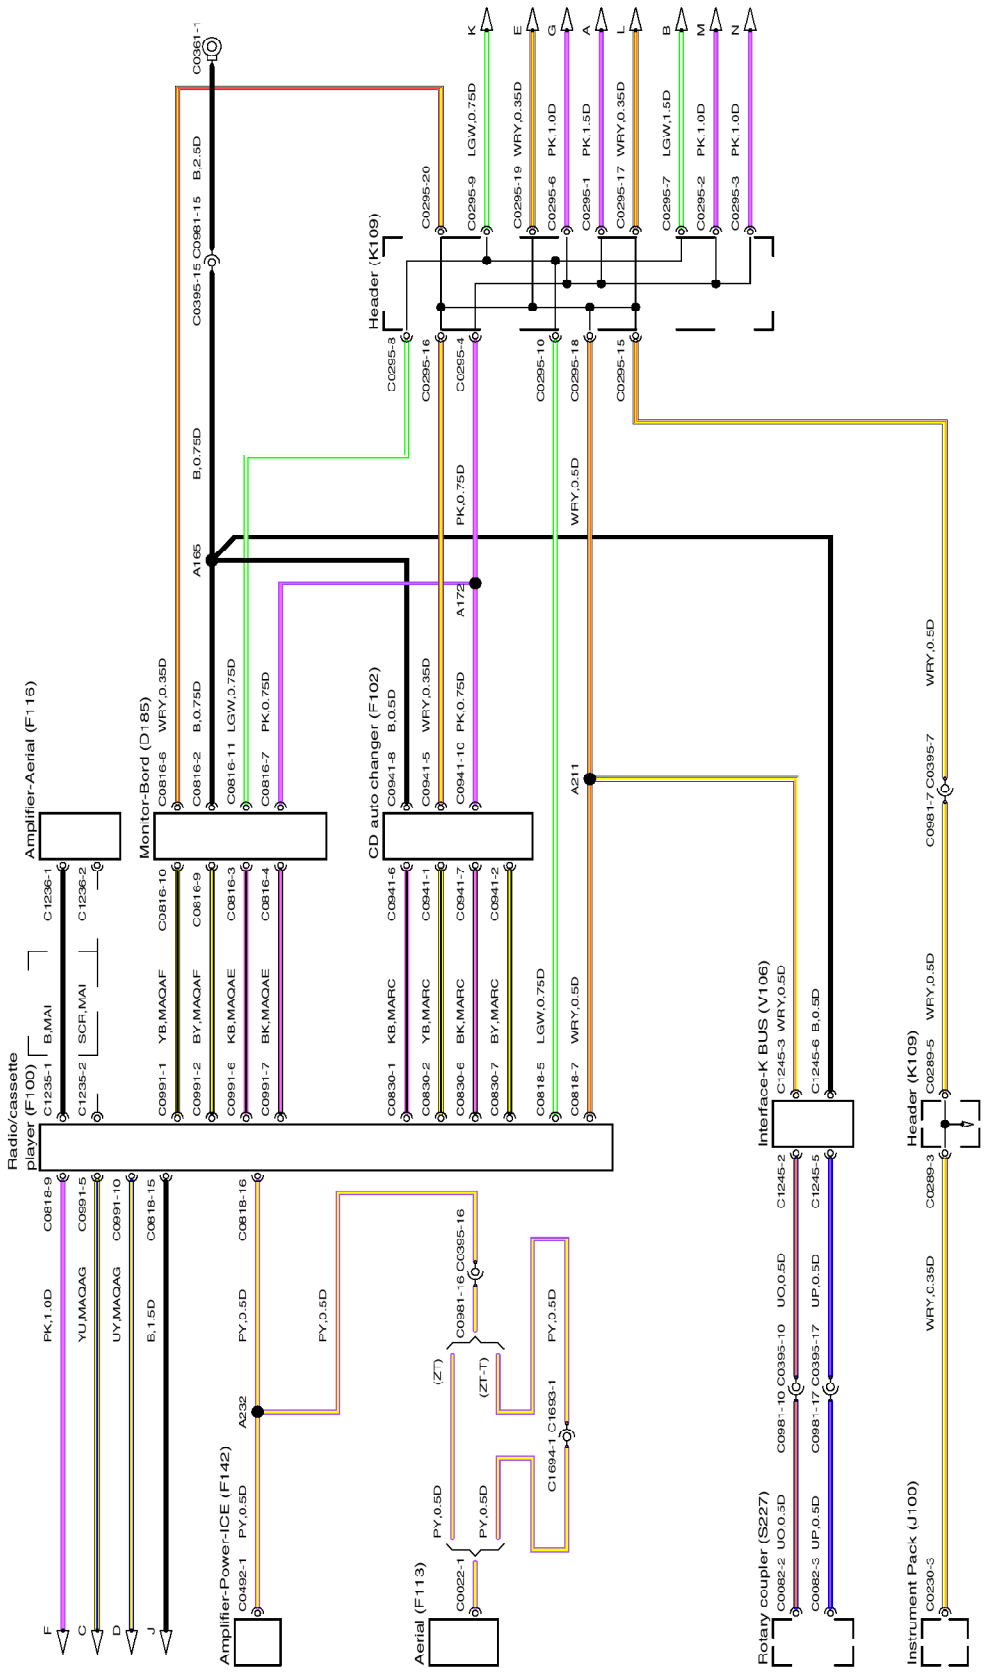 C0361-1
B,2.5D
C0395-15 C0981-15
B,0.75D
A165
K
E
G
A
L
B
M
N
LGW,0.75D
WRY,0.35D
PK,1.0D
PK,1.5D
WRY,0.35D
LGW,1.5D
PK,1.0D
PK,1.0D
C0295-20
C0295-9
C0295-19
C0295-6
C0295-1
C0295-17
C0295-7
C0295-2
C0295-3
Header (K109)
C0295-3
C0295-16
C0295-4
C0295-10
C0295-18
C0295-15
PK,0.75D
WRY,0.5D
A172
A211
Amplifier-Aerial (F116)
C1236-1
C1236-2
B,MAI
SCR,MAI
C1235-1
C1235-2
Monitor-Bord (D185)
C0816-6 WRY,0.35D
C0816-2 B,0.75D
C0816-11 LGW,0.75D
C0816-7 PK,0.75D
C0816-10
C0816-9
C0816-3
C0816-4
YB,MAQAF
BY,MAQAF
KB,MAQAE
BK,MAQAE
C0991-1
C0991-2
C0991-6
C0991-7
CD auto changer (F102)
C0941-8 B,0.5D
C0941-5 WRY,0.35D
C0941-10 PK,0.75D
C0941-6
C0941-1
C0941-7
C0941-2
KB,MARC
YB,MARC
BK,MARC
BY,MARC
C0830-1
C0830-2
C0830-6
C0830-7
C0818-5 LGW,0.75D
C0818-7 WRY,0.5D
Radio/cassette
player (F100)
C0818-9
C0991-5
C0991-10
C0818-15
C0818-16
PK,1.0D
YU,MAQAG
UY,MAQAG
B,1.5D
PY,0.5D
F
C
D
J
A232
PY,0.5D
Amplifier-Power-ICE (F142)
C0492-1 PY,0.5D
C0981-16 C0395-16
(ZT)
(ZT-T)
PY,0.5D
C1694-1 C1693-1
PY,0.5D
PY,0.5D
Aerial (F113)
C0022-1
Interface-K BUS (V106)
C1245-3 WRY,0.5D
C1245-6 B,0.5D
C1245-2
C1245-5
UO,0.5D
UP,0.5D
C0981-10 C0395-10
C0981-17 C0395-17
Rotary coupler (S227)
C0082-2 UO,0.5D
C0082-3 UP,0.5D
WRY,0.5D
C0981-7 C0395-7
WRY,0.5D
Header (K109)
C0289-5
C0289-3
WRY,0.35D
Instrument Pack (J100)
C0230-3